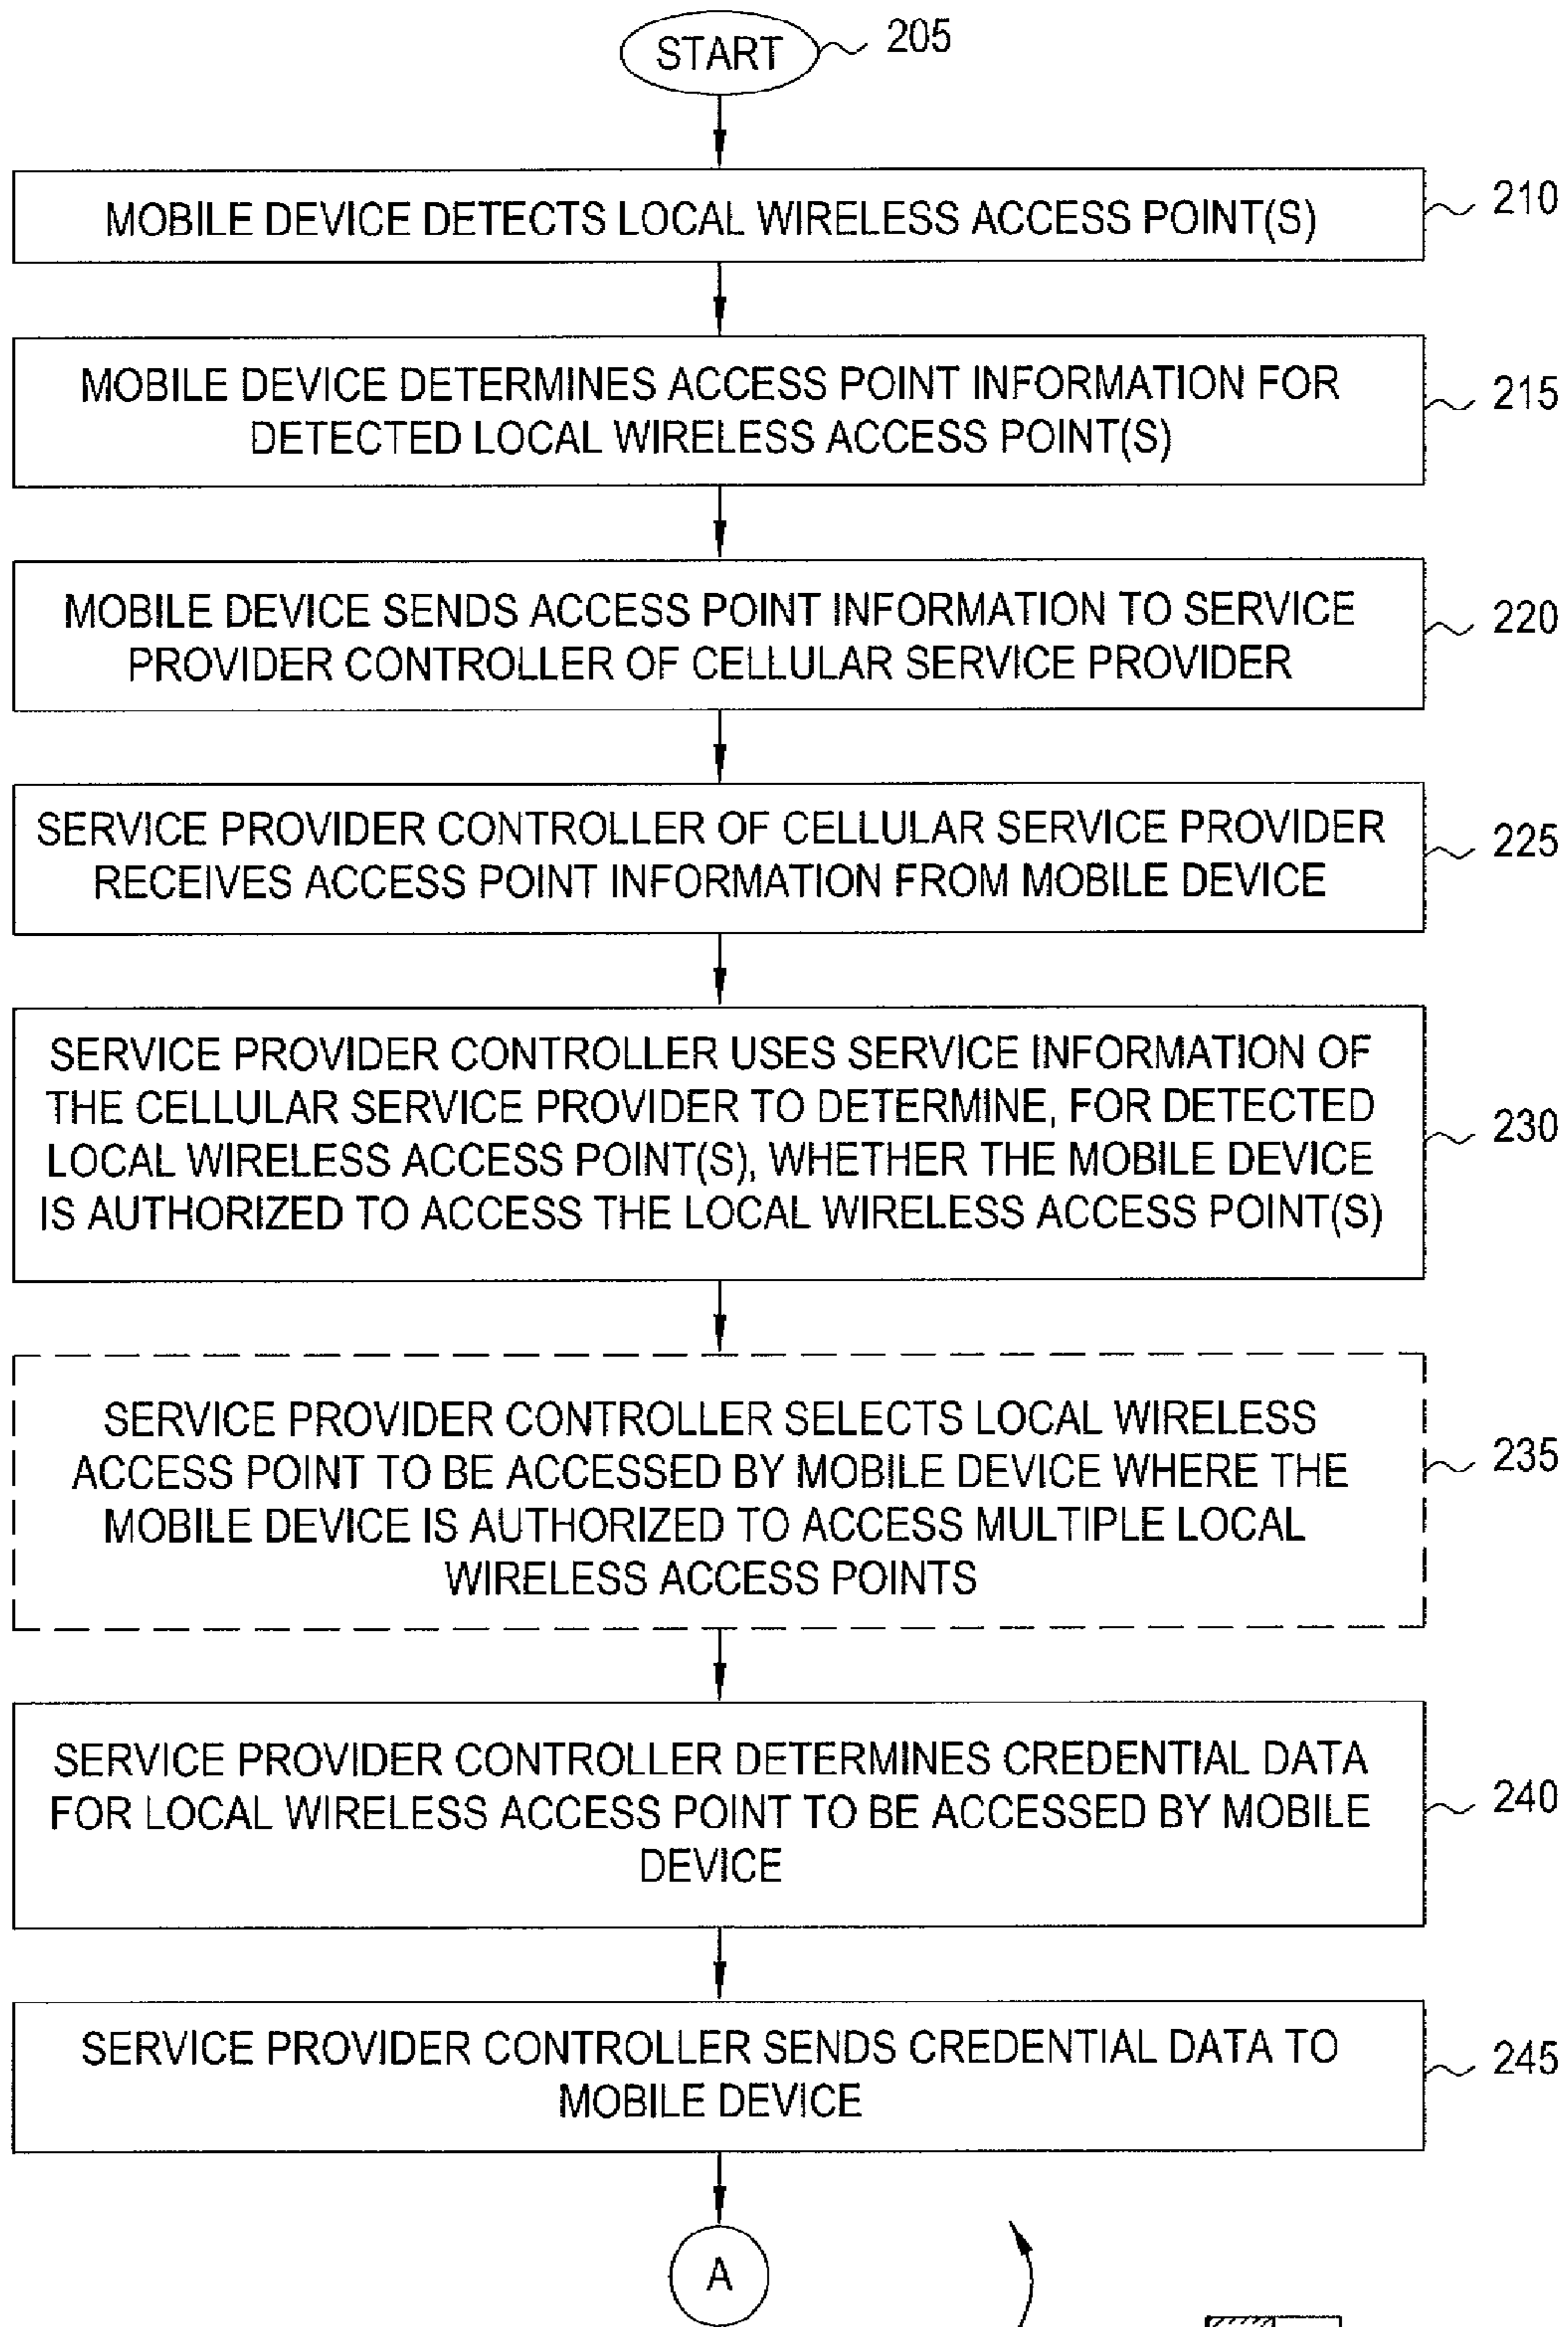 START
205
MOBILE DEVICE DETECTS LOCAL WIRELESS ACCESS POINT(S)
210
MOBILE DEVICE DETERMINES ACCESS POINT INFORMATION FOR
DETECTED LOCAL WIRELESS ACCESS POINT(S)
215
MOBILE DEVICE SENDS ACCESS POINT INFORMATION TO SERVICE
PROVIDER CONTROLLER OF CELLULAR SERVICE PROVIDER
220
SERVICE PROVIDER CONTROLLER OF CELLULAR SERVICE PROVIDER
RECEIVES ACCESS POINT INFORMATION FROM MOBILE DEVICE
225
SERVICE PROVIDER CONTROLLER USES SERVICE INFORMATION OF
THE CELLULAR SERVICE PROVIDER TO DETERMINE, FOR DETECTED
LOCAL WIRELESS ACCESS POINT(S), WHETHER THE MOBILE DEVICE
IS AUTHORIZED TO ACCESS THE LOCAL WIRELESS ACCESS POINT(S)
230
SERVICE PROVIDER CONTROLLER SELECTS LOCAL WIRELESS
ACCESS POINT TO BE ACCESSED BY MOBILE DEVICE WHERE THE
MOBILE DEVICE IS AUTHORIZED TO ACCESS MULTIPLE LOCAL
WIRELESS ACCESS POINTS
235
SERVICE PROVIDER CONTROLLER DETERMINES CREDENTIAL DATA
FOR LOCAL WIRELESS ACCESS POINT TO BE ACCESSED BY MOBILE
DEVICE
240
SERVICE PROVIDER CONTROLLER SENDS CREDENTIAL DATA TO
MOBILE DEVICE
245
A